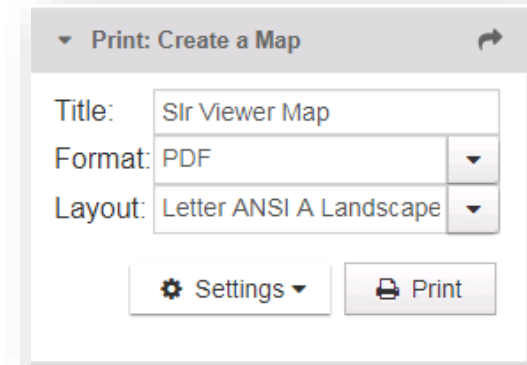 Print: Create a Map
Title: Slr Viewer Map
Format: PDF
Layout: Letter ANSI A Landscape
Settings Print